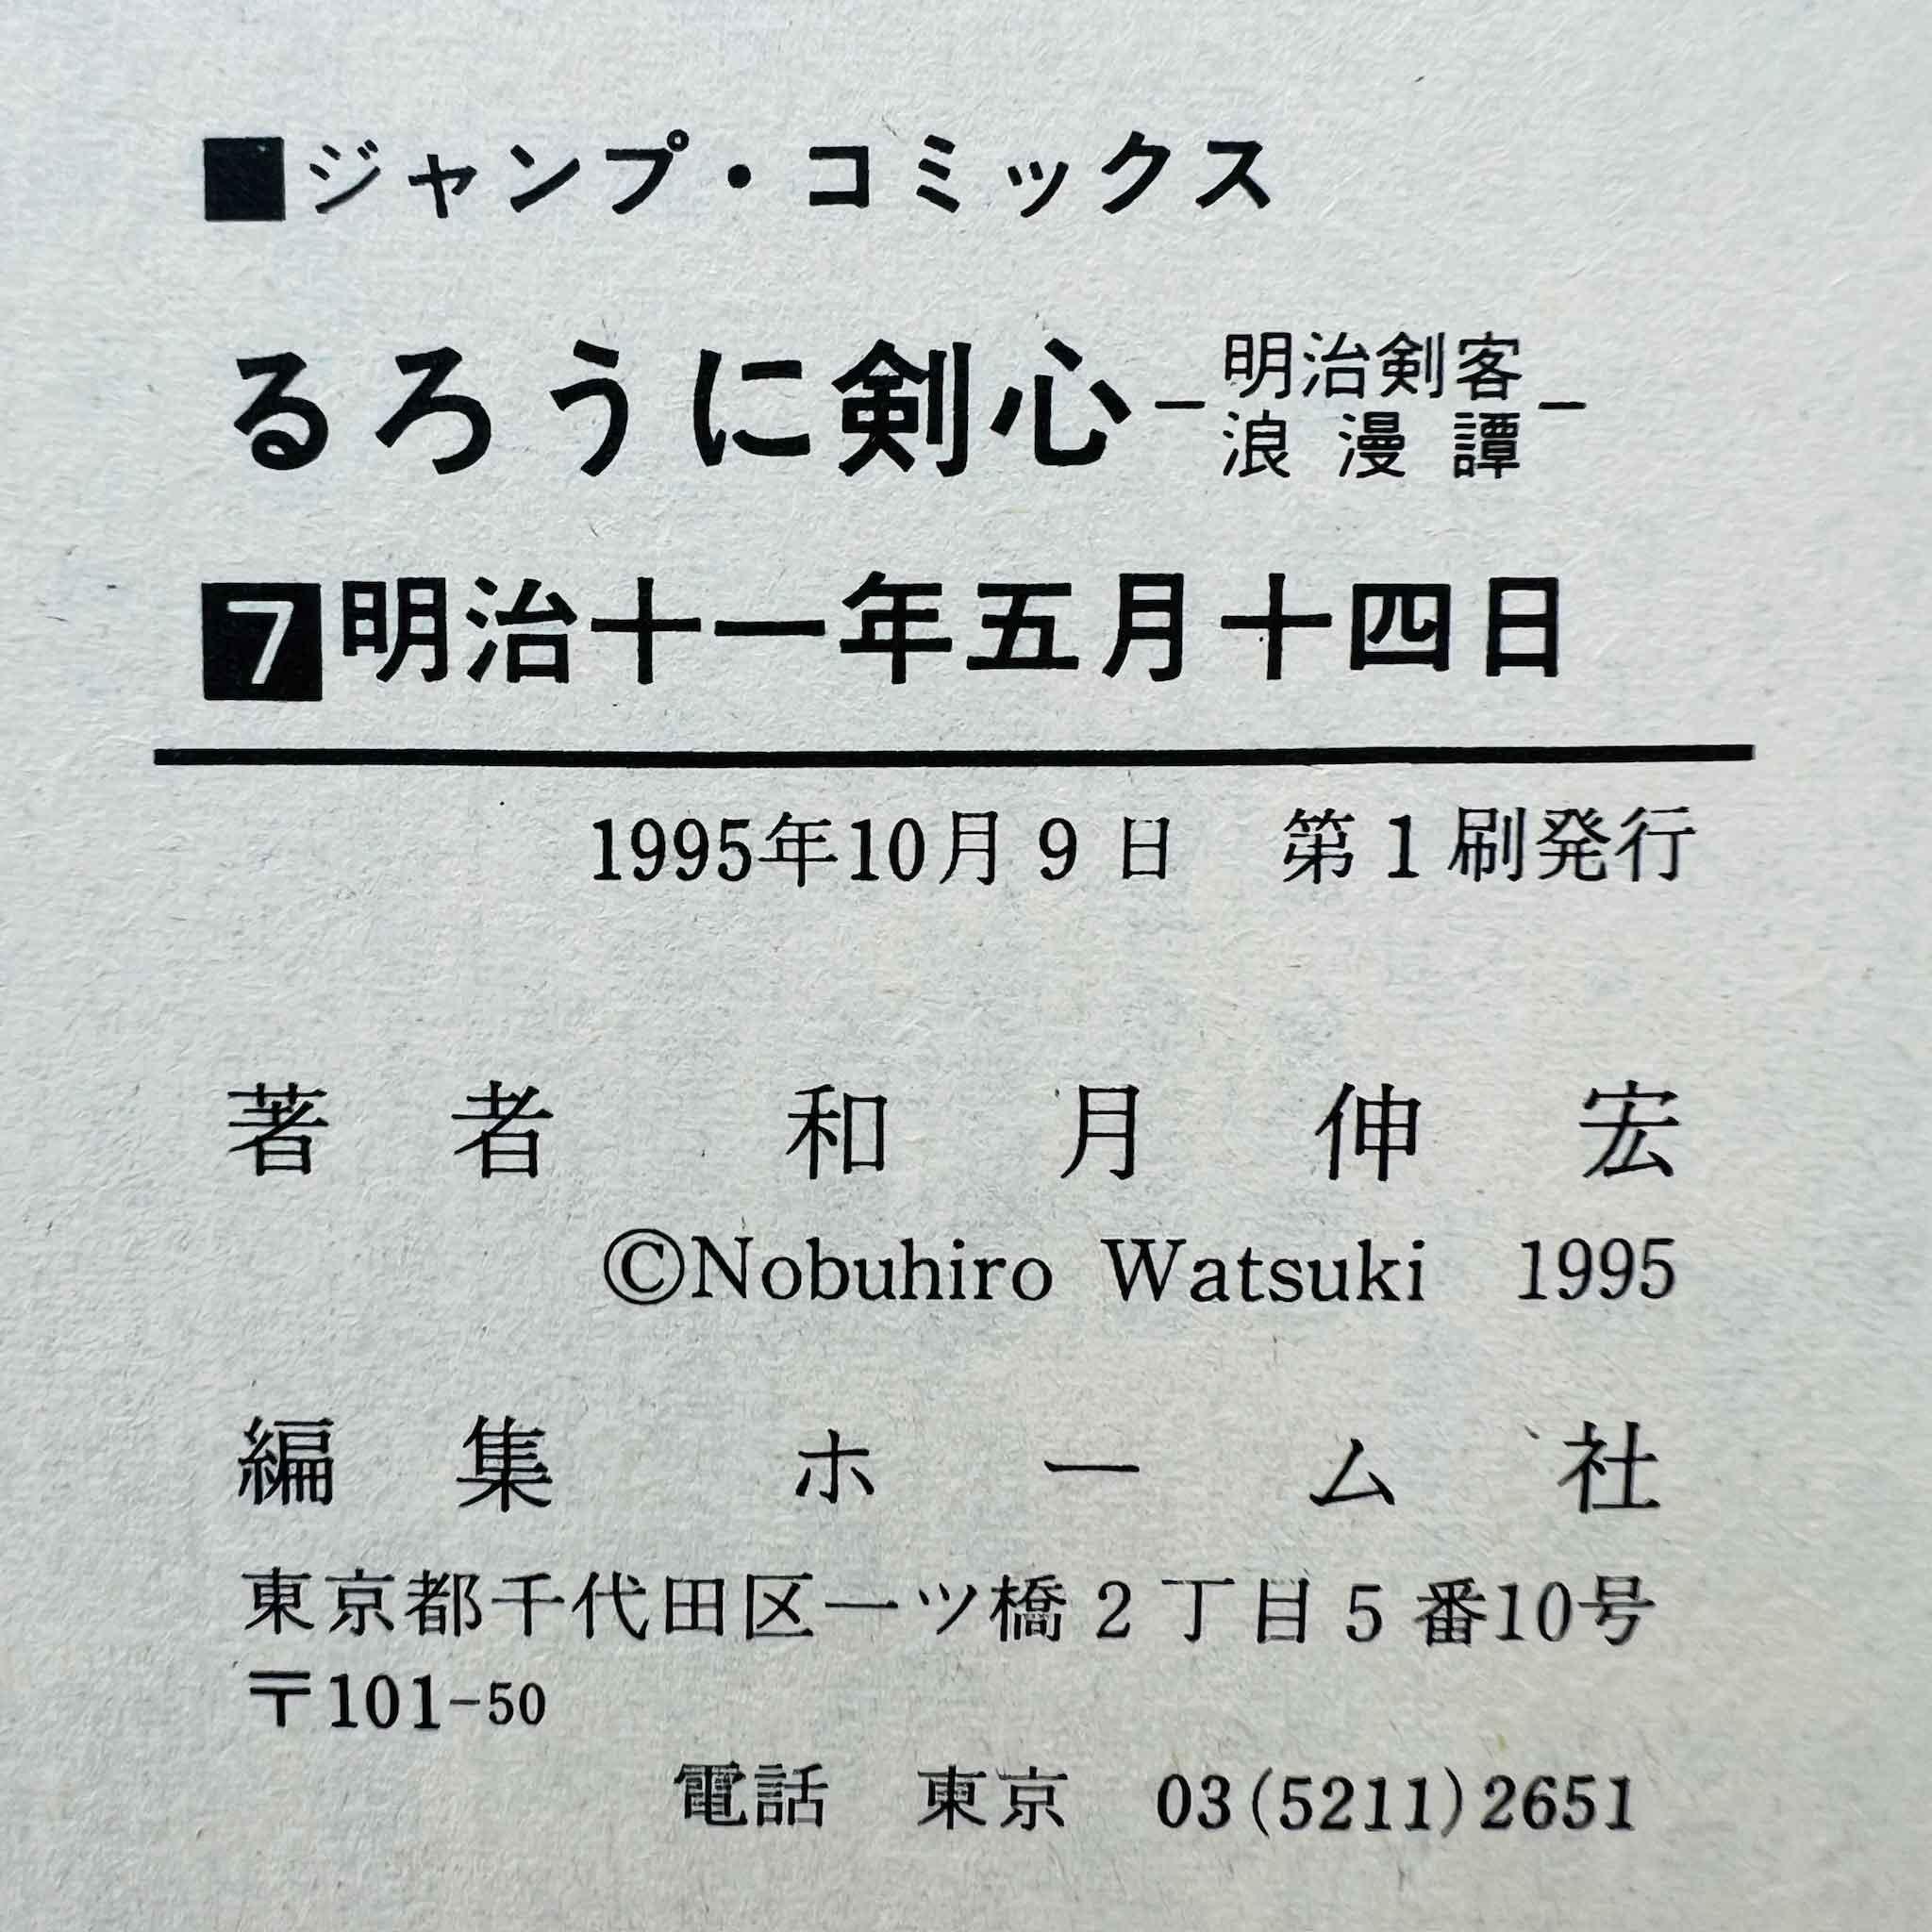 ■ジャンプ・コミックス
るろうに剣心-明治剣客浪漫譚-
7明治十一年五月十四日
1995年10月9日 第1刷発行
著者 和月伸宏
©Nobuhiro Watsuki 1995
編集 ホーム社
東京都千代田区一ツ橋2丁目5番10号
〒101-50
電話 東京 03(5211)2651